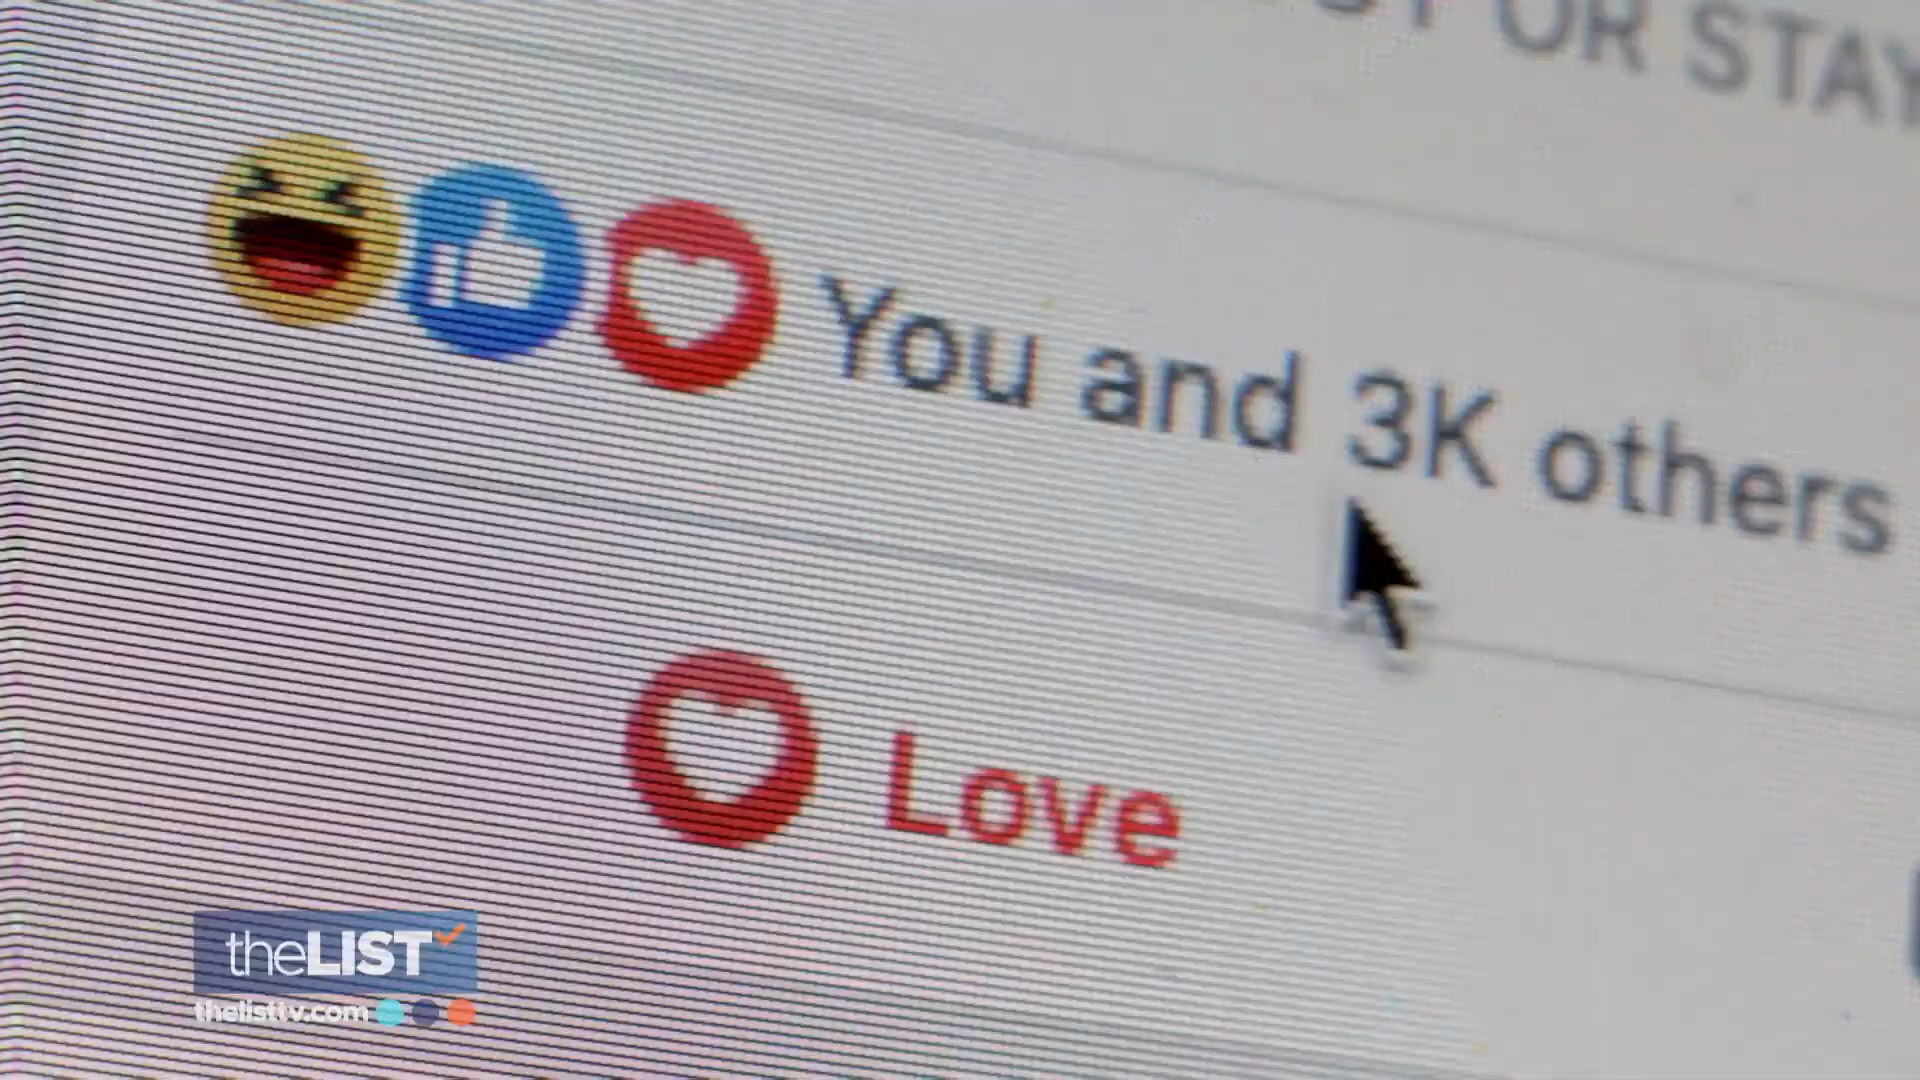 OR STAY
You and 3K others
Love
theLIST
thelisttv.com